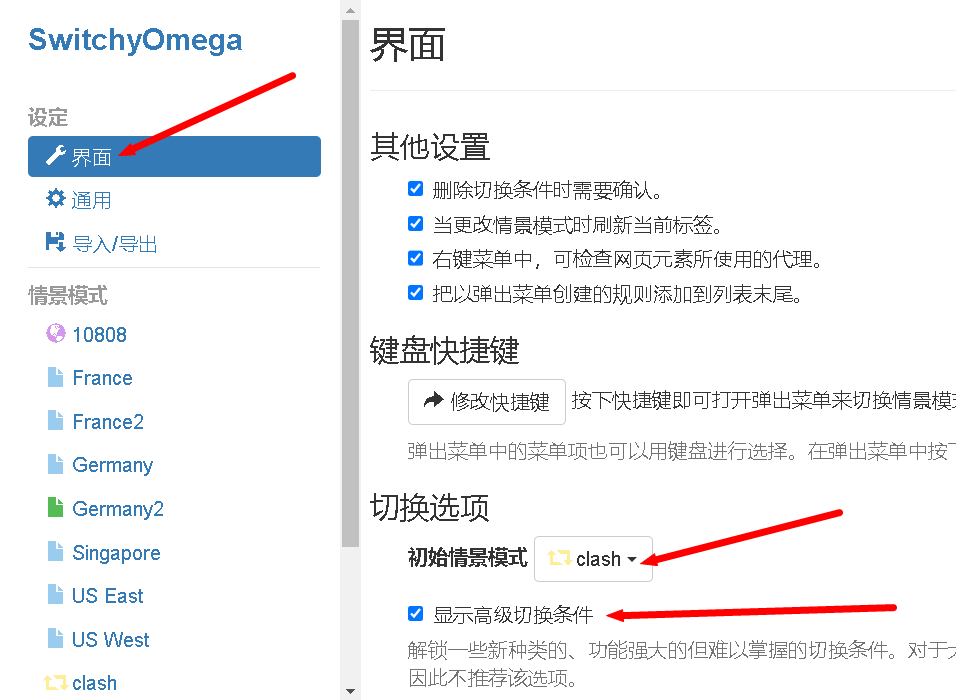 SwitchyOmega
设定
界面
通用
导入/导出
情景模式
10808
France
France2
Germany
Germany2
Singapore
US East
US West
clash
界面
其他设置
删除切换条件时需要确认。
当更改情景模式时刷新当前标签。
右键菜单中，可检查网页元素所使用的代理。
把以弹出菜单创建的规则添加到列表末尾。
键盘快捷键
修改快捷键 按下快捷键即可打开弹出菜单来切换情景模
弹出菜单中的菜单项也可以用键盘进行选择。在弹出菜单中按
切换选项
初始情景模式 clash
显示高级切换条件
解锁一些新种类的、功能强大的但难以掌握的切换条件。对于
因此不推荐该选项。